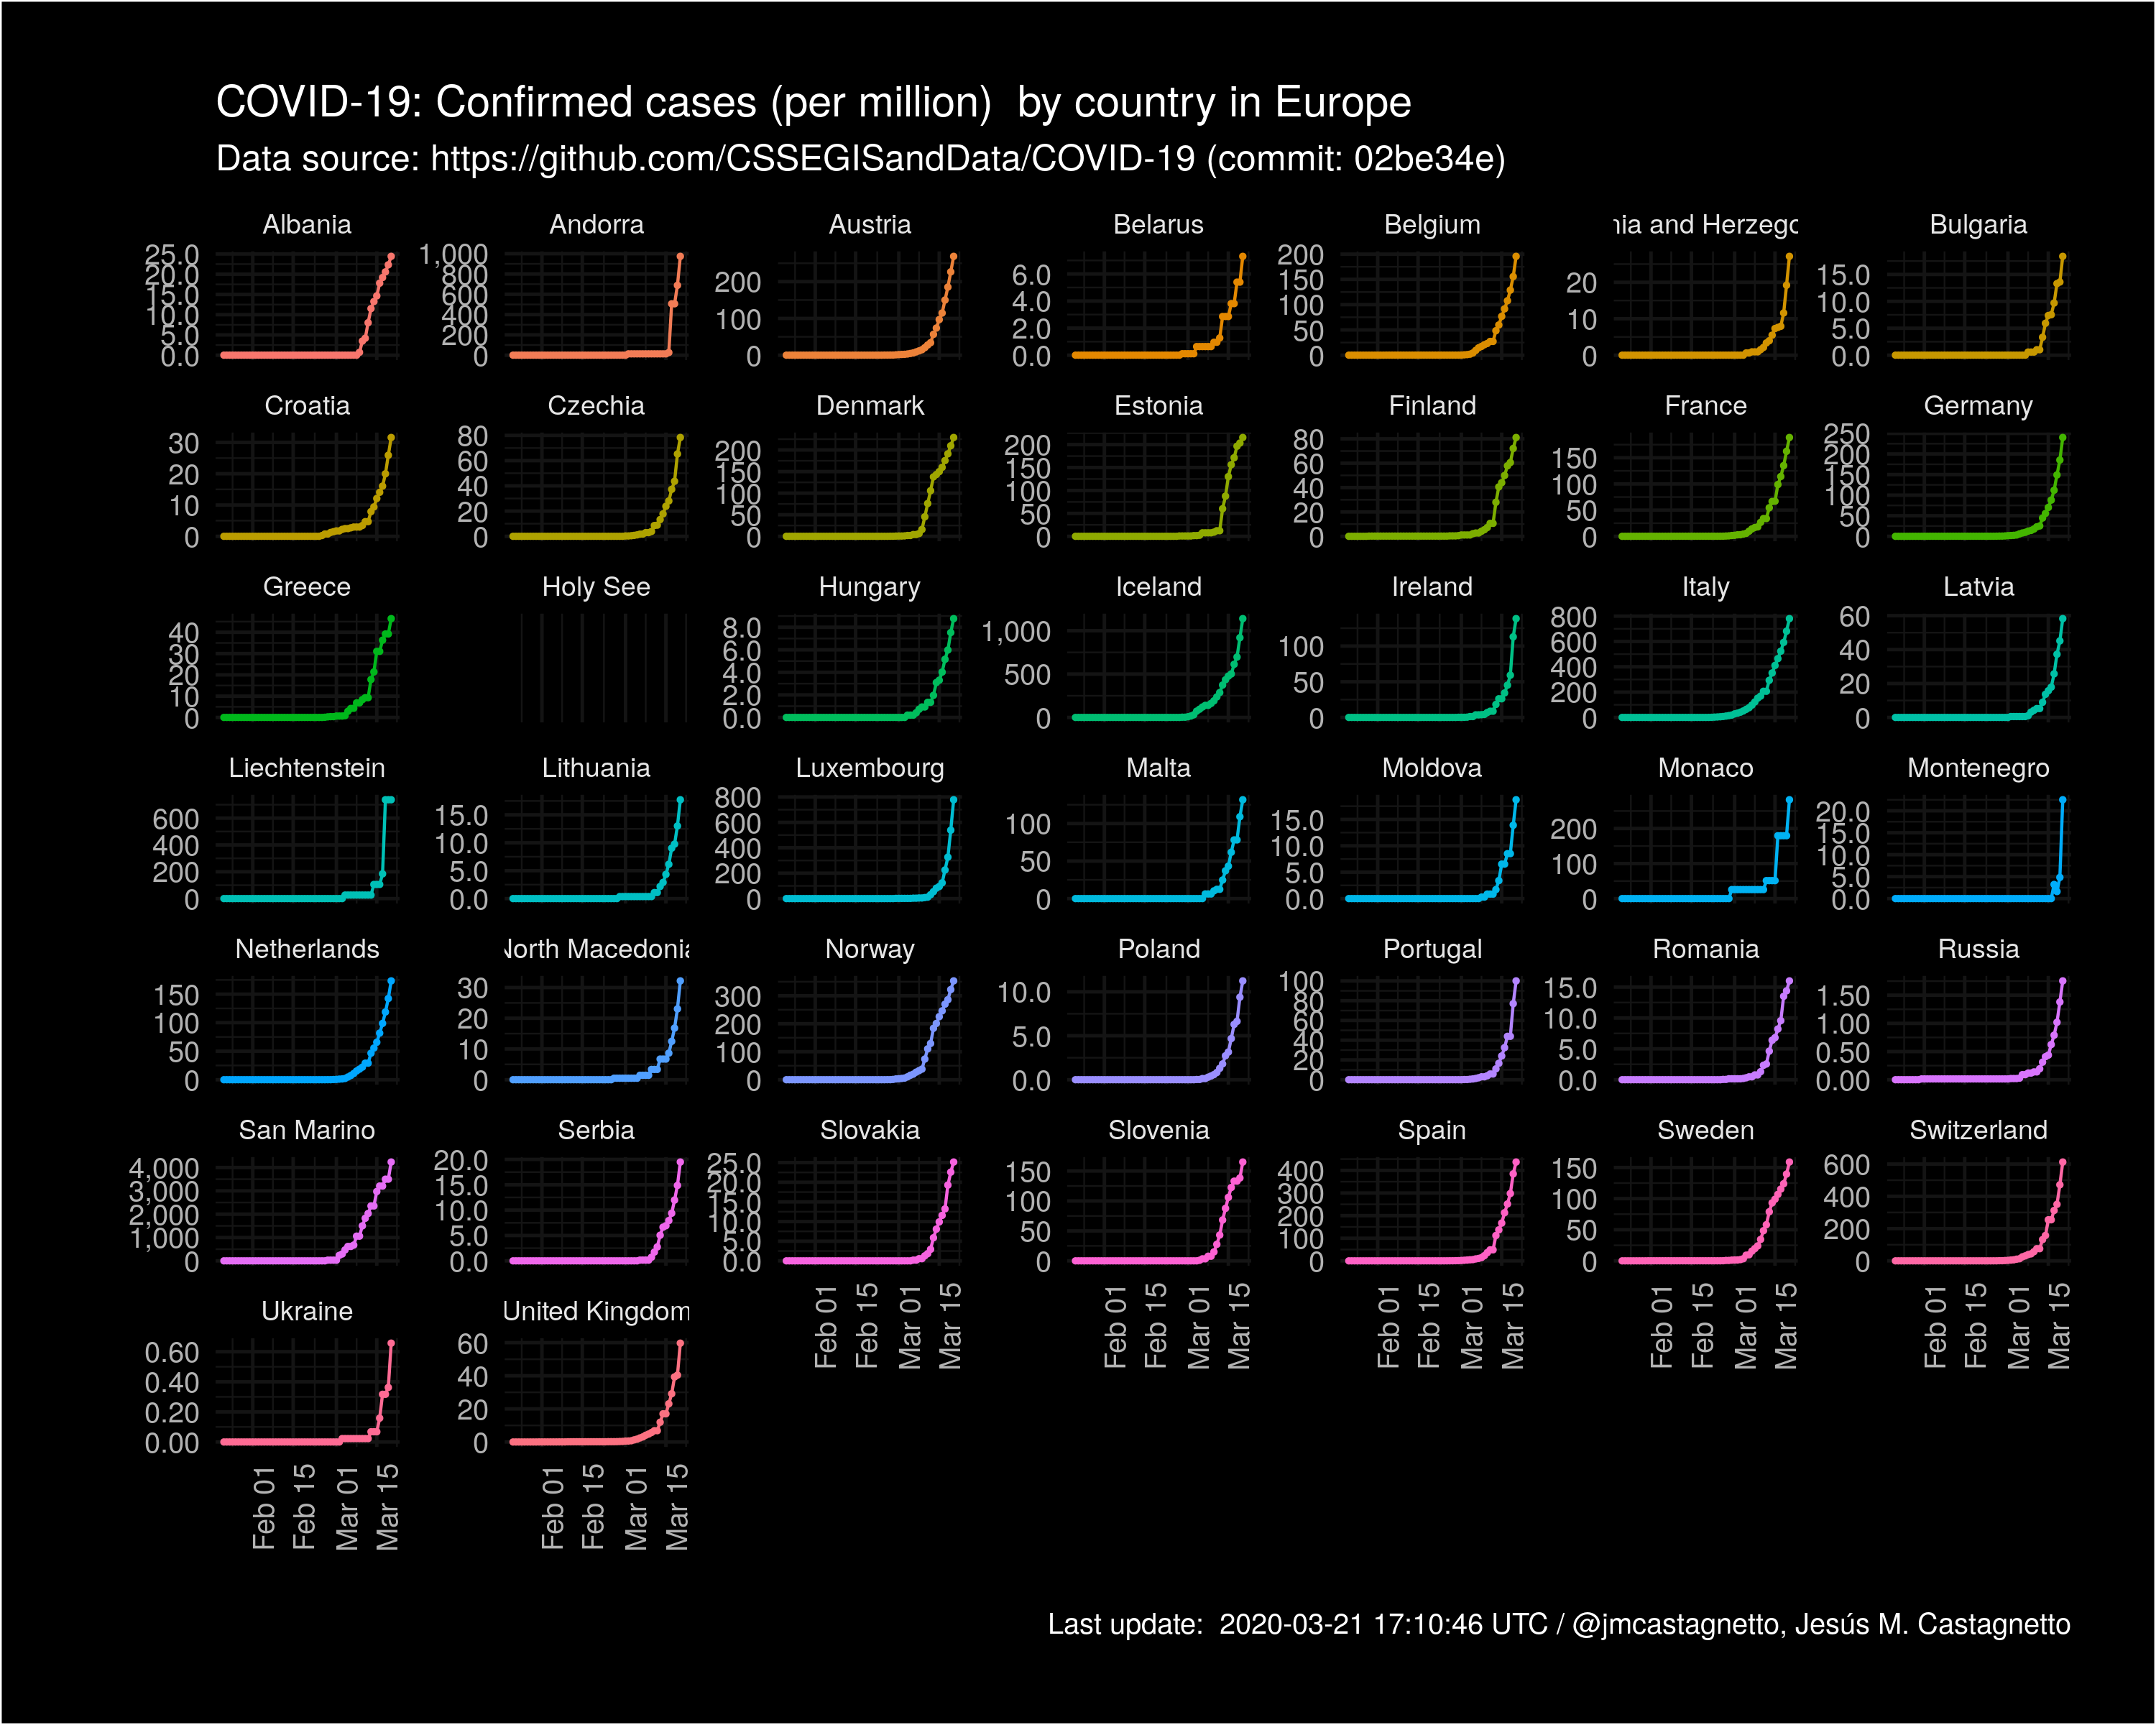 COVID-19: Confirmed cases (per million)  by country in Europe
Data source: https://github.com/CSSEGISandData/COVID-19 (commit: 02be34e)
Albania Andorra Austria Belarus Belgium nia and Herzego Bulgaria
25.0 20.0 15.0 10.0 5.0 0.0
1,000 800 600 400 200 0
200 100 0
6.0 4.0 2.0 0.0
200 150 100 50 0
20 10 0
15.0 10.0 5.0 0.0
Croatia Czechia Denmark Estonia Finland France Germany
30 20 10 0
80 60 40 20 0
200 150 100 50 0
200 150 100 50 0
80 60 40 20 0
150 100 50 0
250 200 150 100 50 0
Greece Holy See Hungary Iceland Ireland Italy Latvia
40 30 20 10 0
8.0 6.0 4.0 2.0 0.0
1,000 500 0
100 50 0
800 600 400 200 0
60 40 20 0
Liechtenstein Lithuania Luxembourg Malta Moldova Monaco Montenegro
600 400 200 0
15.0 10.0 5.0 0.0
800 600 400 200 0
100 50 0
15.0 10.0 5.0 0.0
200 100 0
20.0 15.0 10.0 5.0 0.0
Netherlands North Macedonia Norway Poland Portugal Romania Russia
150 100 50 0
30 20 10 0
300 200 100 0
10.0 5.0 0.0
100 80 60 40 20 0
15.0 10.0 5.0 0.0
1.50 1.00 0.50 0.00
San Marino Serbia Slovakia Slovenia Spain Sweden Switzerland
4,000 3,000 2,000 1,000 0
20.0 15.0 10.0 5.0 0.0
25.0 20.0 15.0 10.0 5.0 0.0
150 100 50 0
400 300 200 100 0
150 100 50 0
600 400 200 0
Feb 01 Feb 15 Mar 01 Mar 15
Feb 01 Feb 15 Mar 01 Mar 15
Feb 01 Feb 15 Mar 01 Mar 15
Feb 01 Feb 15 Mar 01 Mar 15
Feb 01 Feb 15 Mar 01 Mar 15
Ukraine United Kingdom
0.60 0.40 0.20 0.00
60 40 20 0
Feb 01 Feb 15 Mar 01 Mar 15
Feb 01 Feb 15 Mar 01 Mar 15
Last update:  2020-03-21 17:10:46 UTC / @jmcastagnetto, Jesús M. Castagnetto